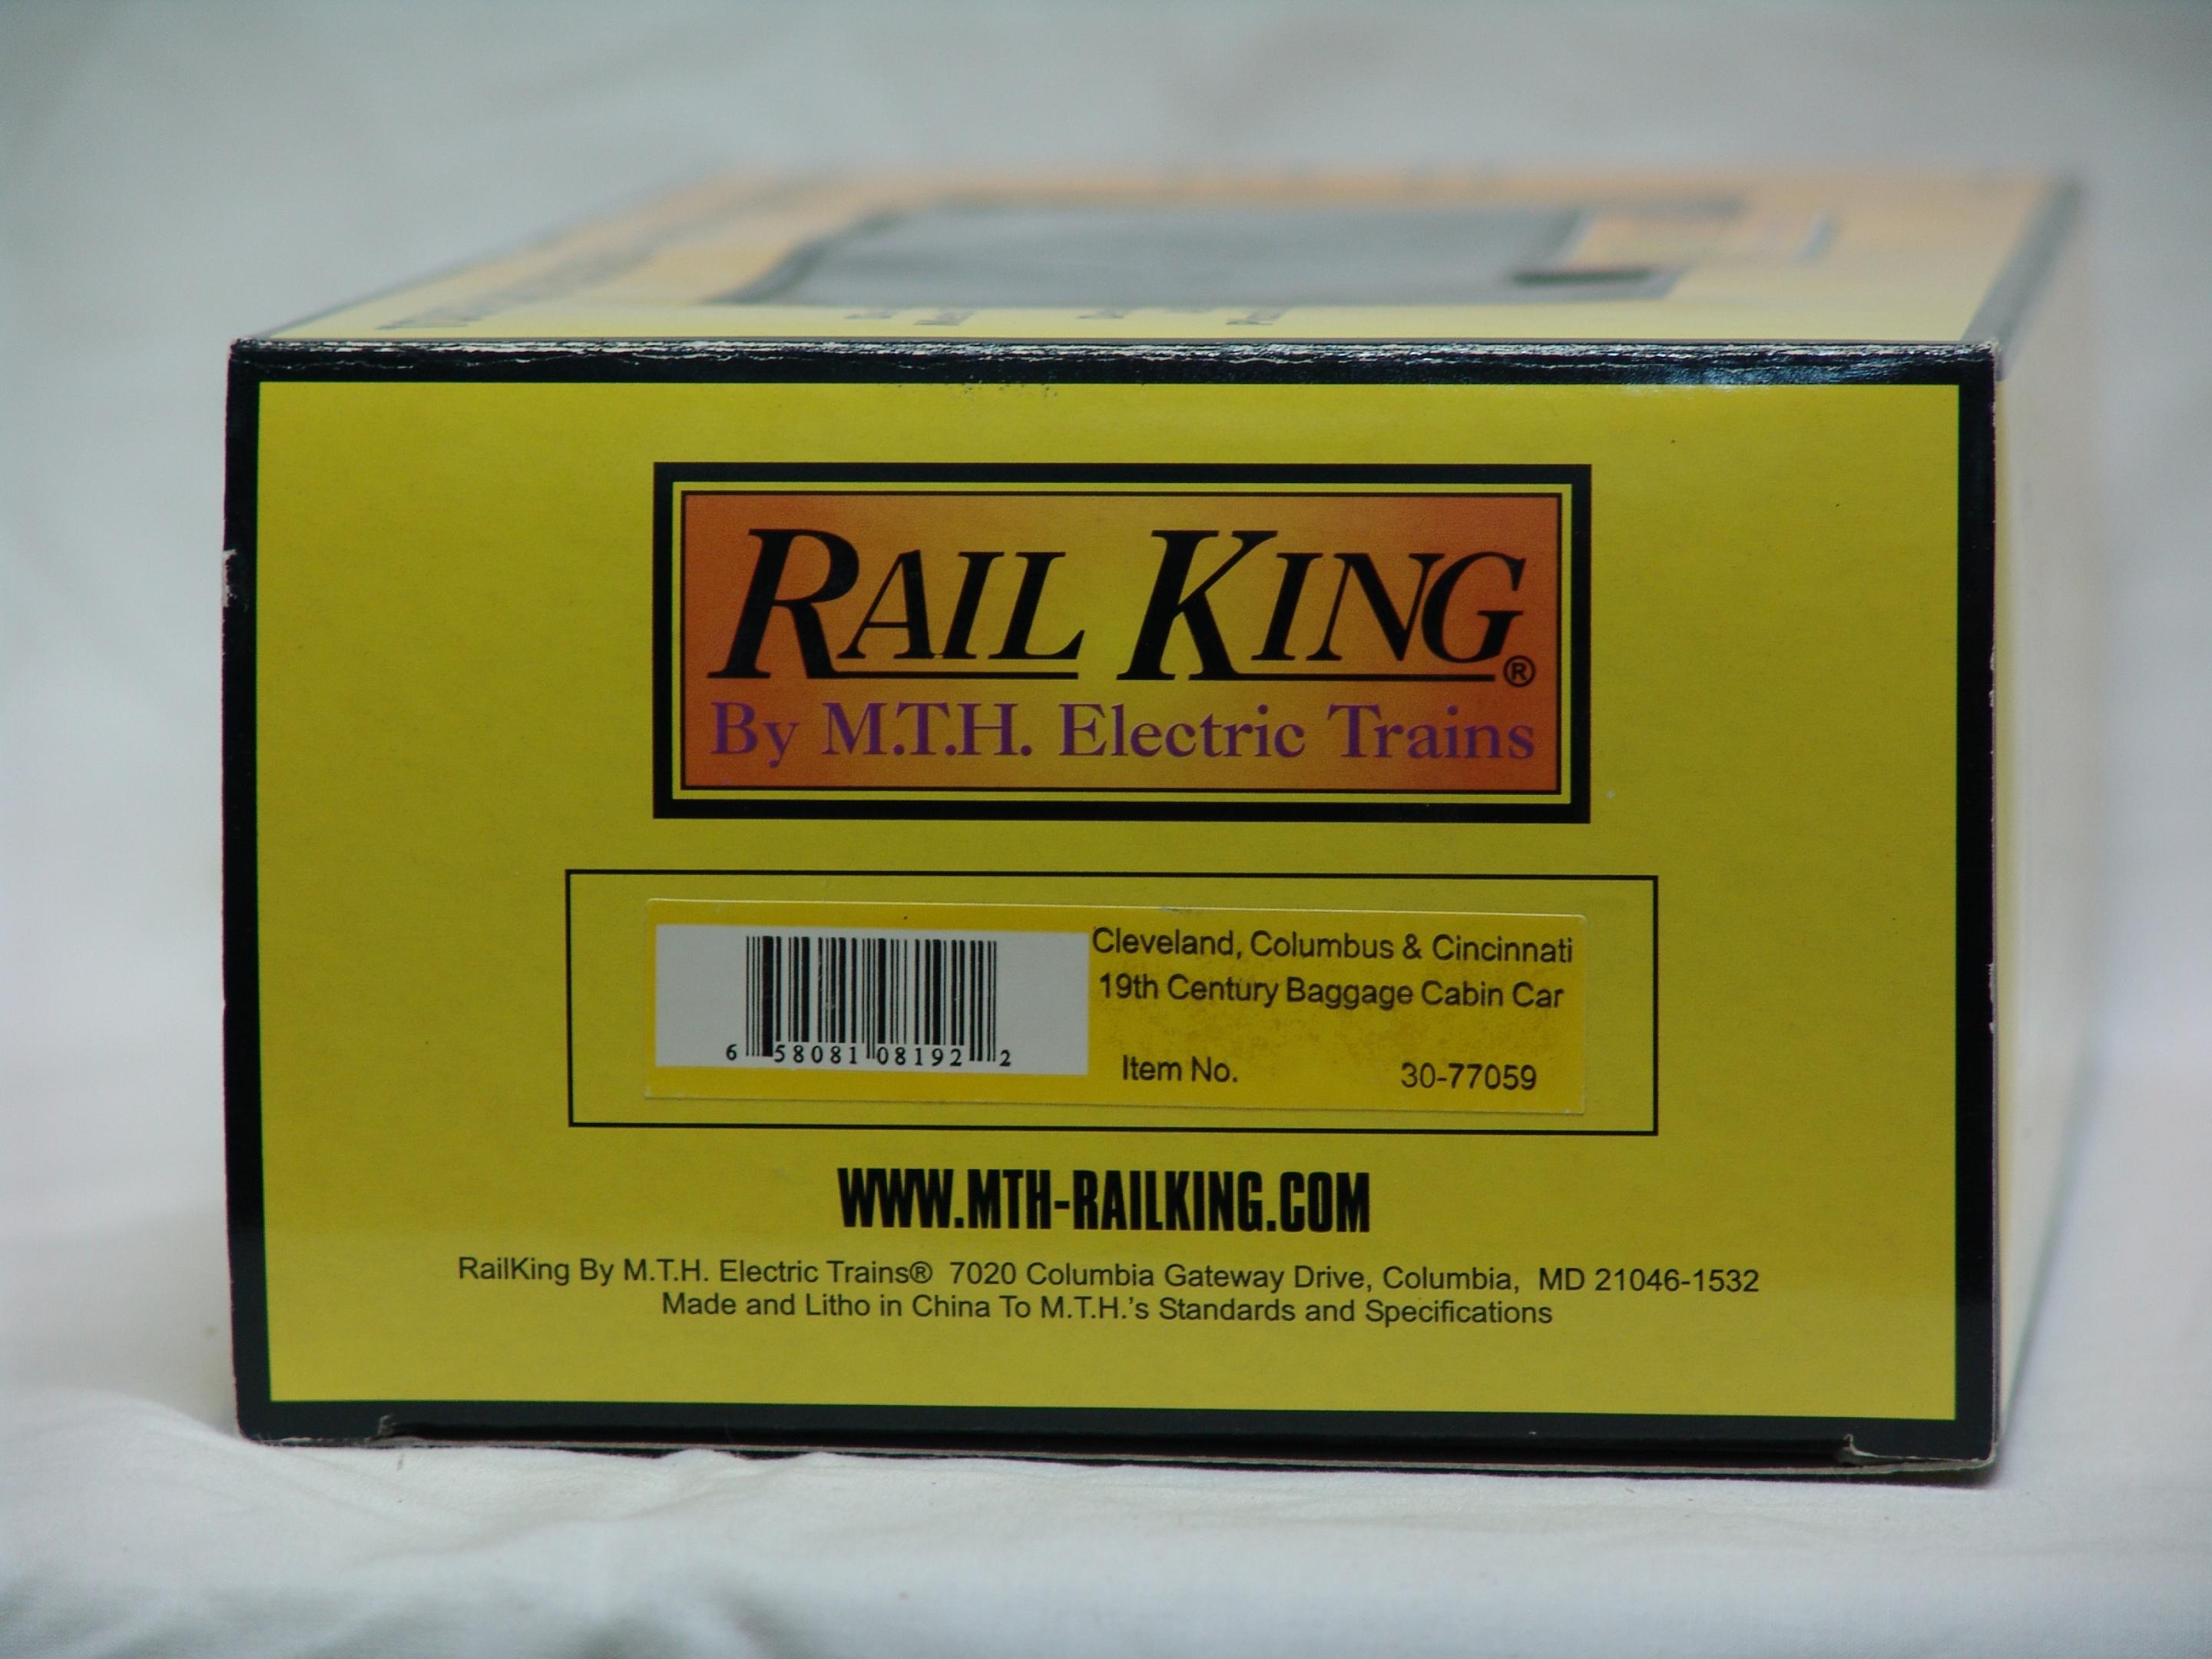 RAIL KING®
By M.T.H. Electric Trains
Cleveland, Columbus & Cincinnati
19th Century Baggage Cabin Car
Item No. 30-77059
6 58081 08192 2
WWW.MTH-RAILKING.COM
RailKing By M.T.H. Electric Trains® 7020 Columbia Gateway Drive, Columbia, MD 21046-1532
Made and Litho in China To M.T.H.'s Standards and Specifications